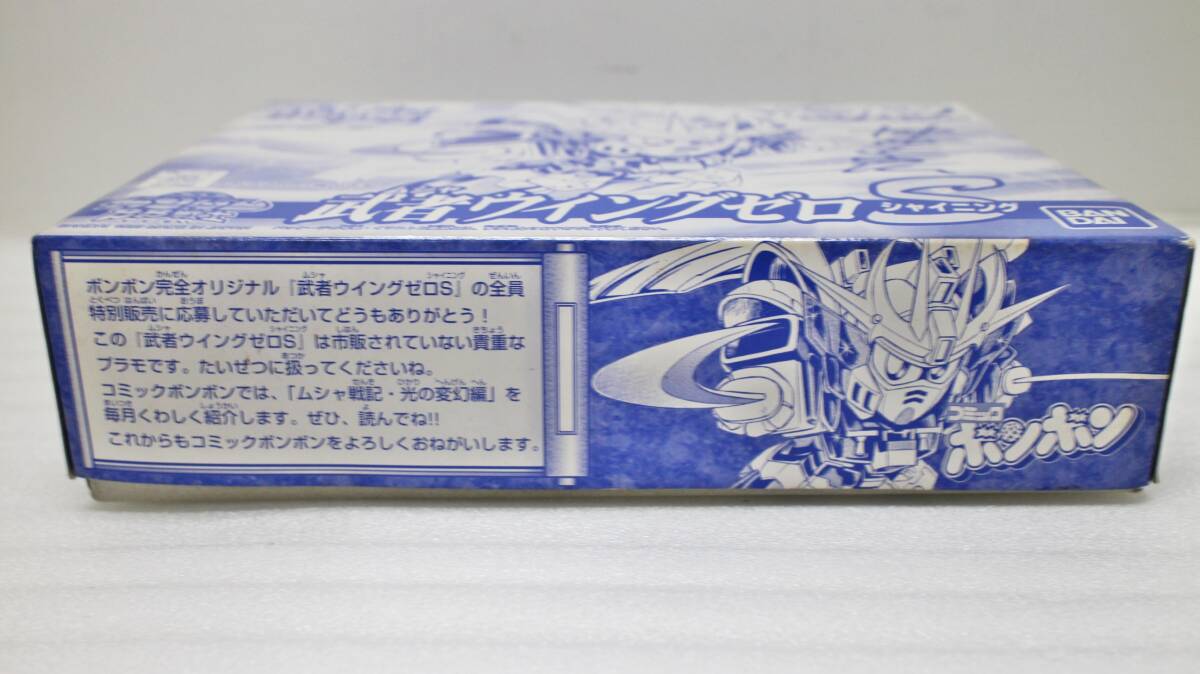 武者ウイングゼロS
シャイニング
BANDAI
ボンボン完全オリジナル『武者ウイングゼロS』の全員
特別販売に応募していただいてどうもありがとう！
この『武者ウイングゼロS』は市販されていない貴重な
プラモです。たいせつに扱ってくださいね。
コミックボンボンでは、「ムシャ戦記・光の変幻編」を
毎月くわしく紹介します。ぜひ、読んでね!!
これからもコミックボンボンをよろしくおねがいします。
コミック
ボンボン